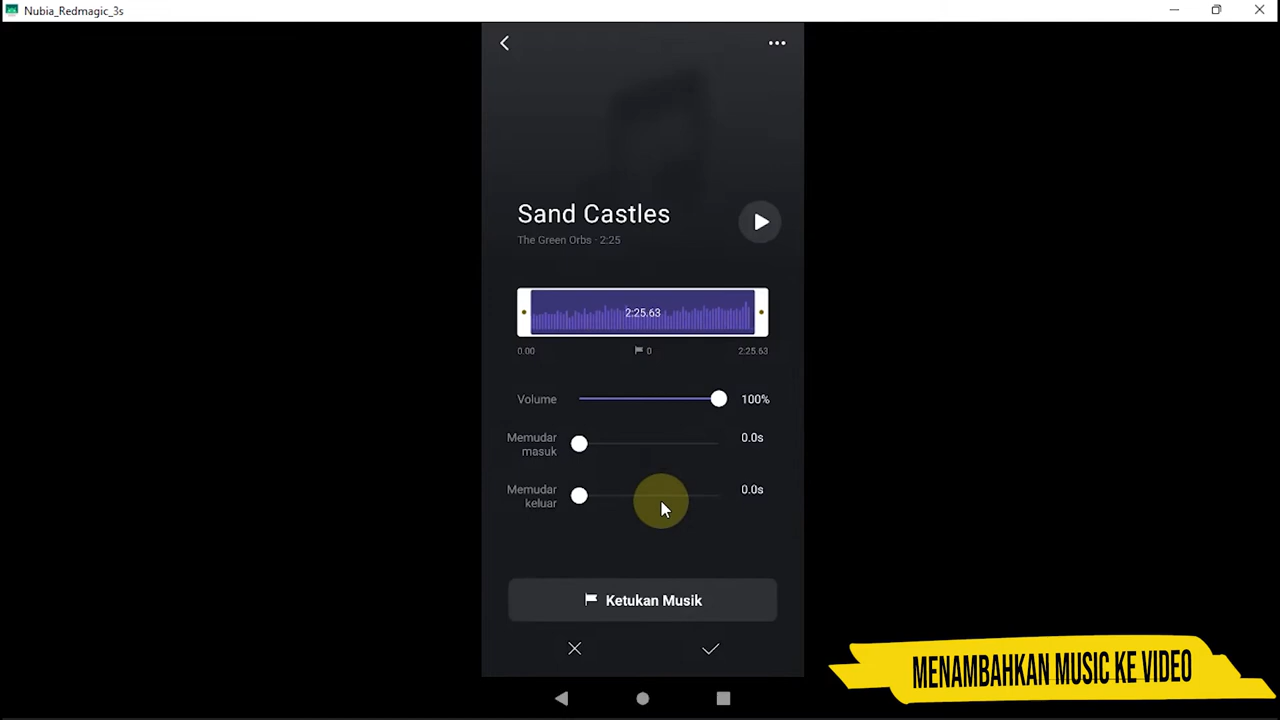 Nubia_Redmagic_3s
Sand Castles
The Green Orbs · 2:25
2:25.63
0.00
0
2:25.63
Volume
100%
Memudar
masuk
0.0s
Memudar
keluar
0.0s
Ketukan Musik
MENAMBAHKAN MUSIC KE VIDEO